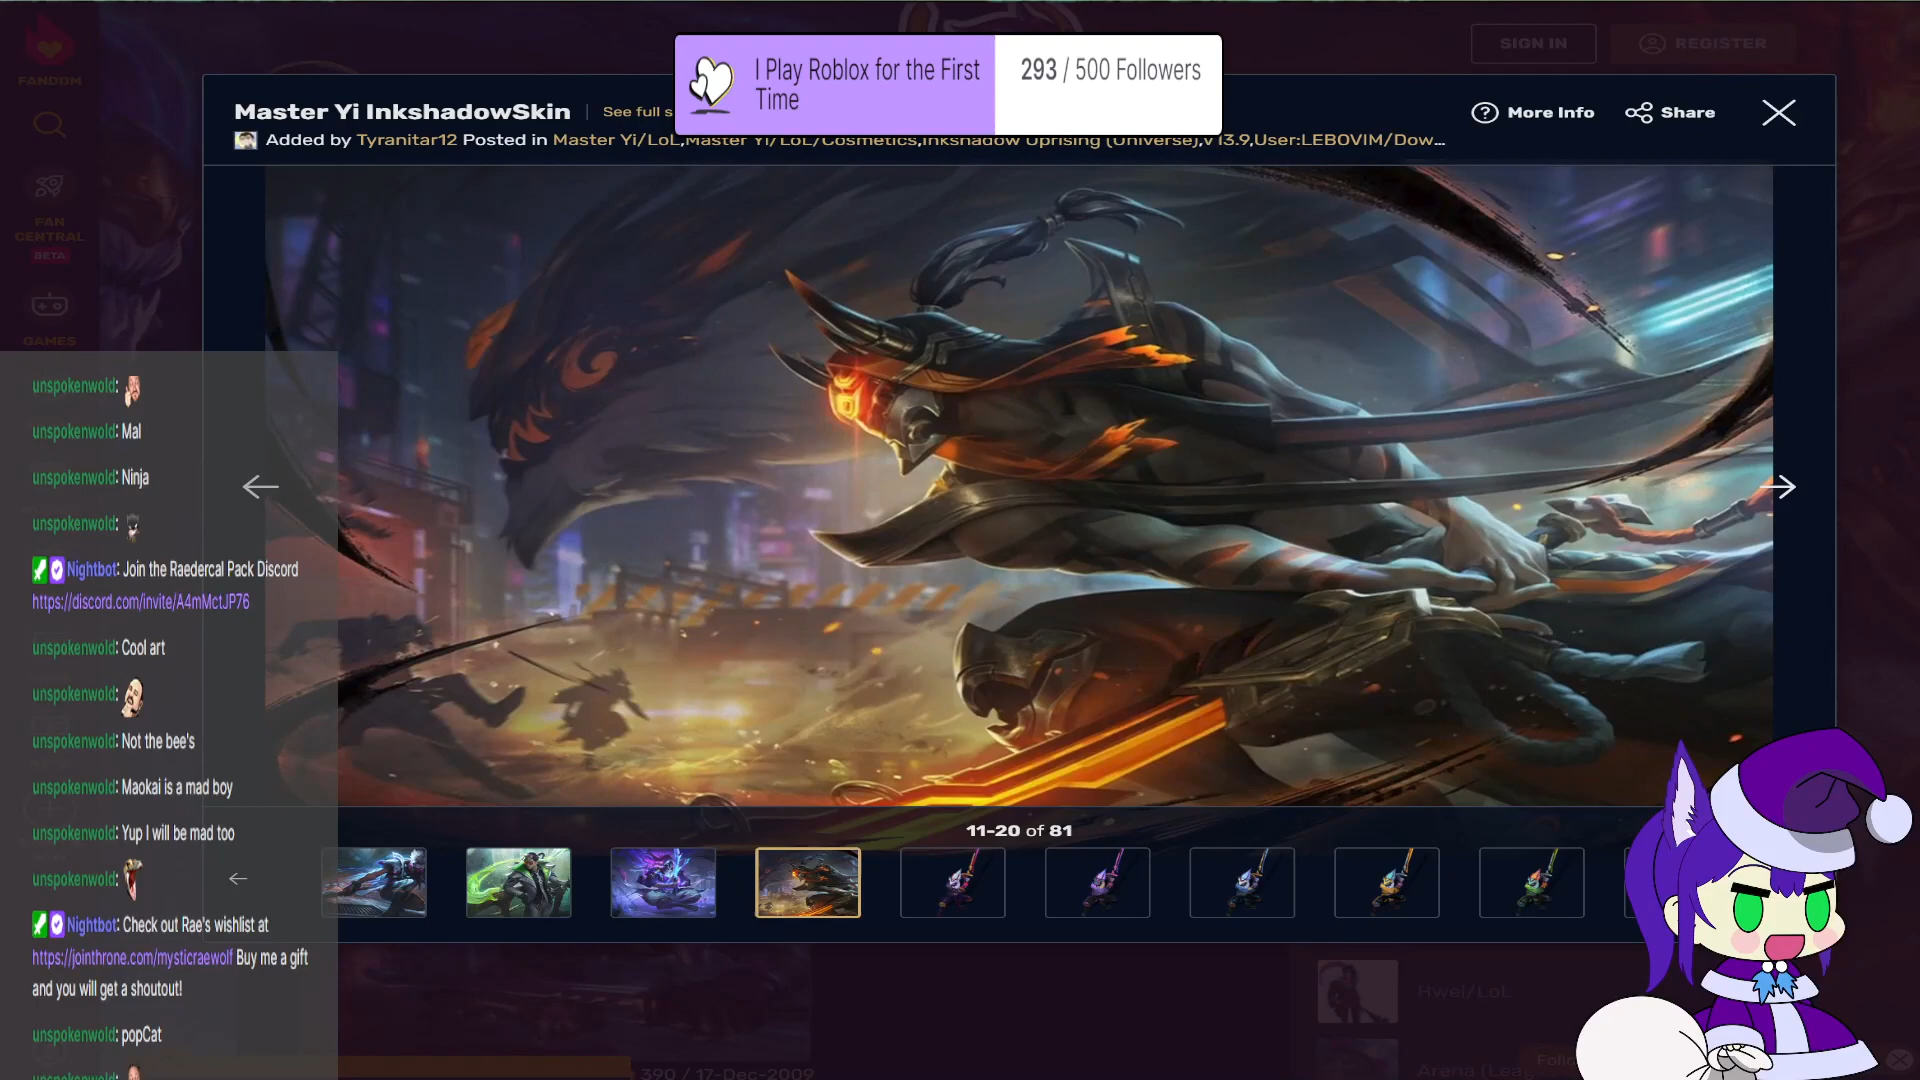 FANDOM
FAN
CENTRAL
BETA
GAMES
SIGN IN
REGISTER
I Play Roblox for the First
Time
293 / 500 Followers
Master Yi InkshadowSkin
See full s
More Info
Share
Added by Tyranitar12 Posted in Master Yi/LoL,Master Yi/LoL/Cosmetics,Inkshadow Uprising (Universe),V13.9,User:LEBOVIM/Dow...
unspokenwold:
unspokenwold: Mal
unspokenwold: Ninja
unspokenwold:
Nightbot: Join the Raedercal Pack Discord
https://discord.com/invite/A4mMctJP76
unspokenwold: Cool art
unspokenwold:
unspokenwold: Not the bee's
unspokenwold: Maokai is a mad boy
unspokenwold: Yup I will be mad too
unspokenwold:
Nightbot: Check out Rae's wishlist at
https://jointhrone.com/mysticraewolf Buy me a gift
and you will get a shoutout!
unspokenwold: popCat
unspokenwold:
11-20 of 81
Hwei/LoL
390 / 17-Dec-2009